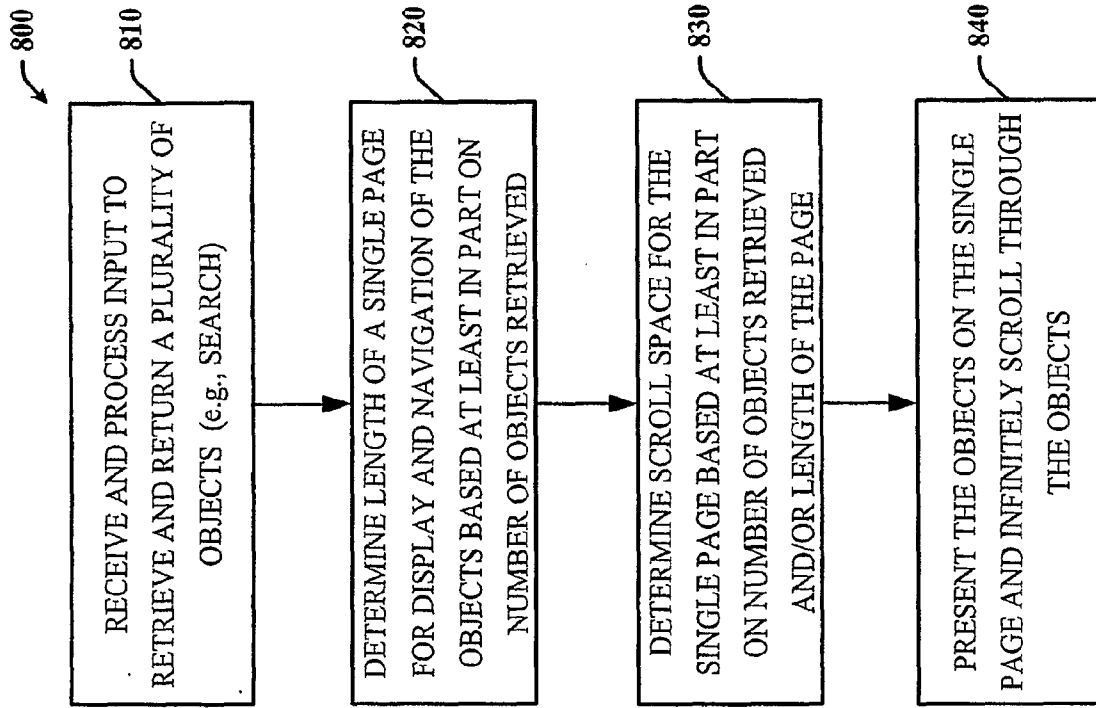 800
810
RECEIVE AND PROCESS INPUT TO
RETRIEVE AND RETURN A PLURALITY OF
OBJECTS (e.g., SEARCH)
820
DETERMINE LENGTH OF A SINGLE PAGE
FOR DISPLAY AND NAVIGATION OF THE
OBJECTS BASED AT LEAST IN PART ON
NUMBER OF OBJECTS RETRIEVED
830
DETERMINE SCROLL SPACE FOR THE
SINGLE PAGE BASED AT LEAST IN PART
ON NUMBER OF OBJECTS RETRIEVED
AND/OR LENGTH OF THE PAGE
840
PRESENT THE OBJECTS ON THE SINGLE
PAGE AND INFINITELY SCROLL THROUGH
THE OBJECTS